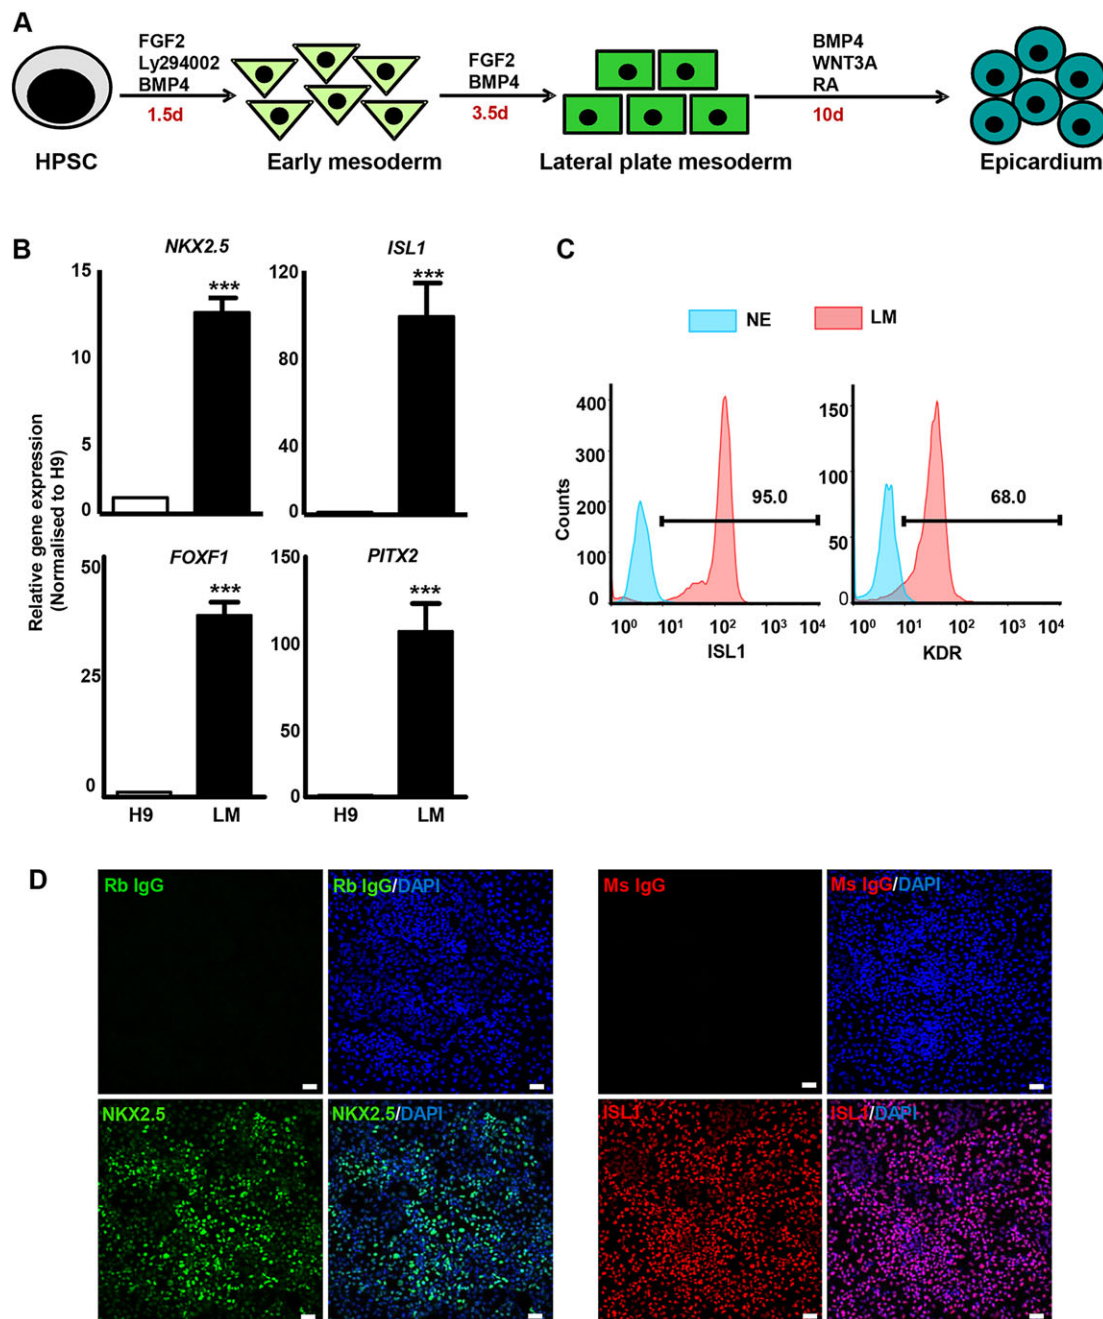 A
FGF2
Ly294002
BMP4
1.5d
FGF2
BMP4
3.5d
BMP4
WNT3A
RA
10d
HPSC
Early mesoderm
Lateral plate mesoderm
Epicardium
B
Relative gene expression
(Normalised to H9)
NKX2.5
15
10
5
0
***
ISL1
120
80
40
0
***
FOXF1
50
25
0
***
H9
LM
PITX2
150
100
50
0
***
H9
LM
C
NE
LM
Counts
400
300
200
100
0
95.0
10⁰ 10¹ 10² 10³ 10⁴
ISL1
150
100
50
0
68.0
10⁰ 10¹ 10² 10³ 10⁴
KDR
D
Rb IgG
Rb IgG/DAPI
Ms IgG
Ms IgG/DAPI
NKX2.5
NKX2.5/DAPI
ISL1
ISL1/DAPI